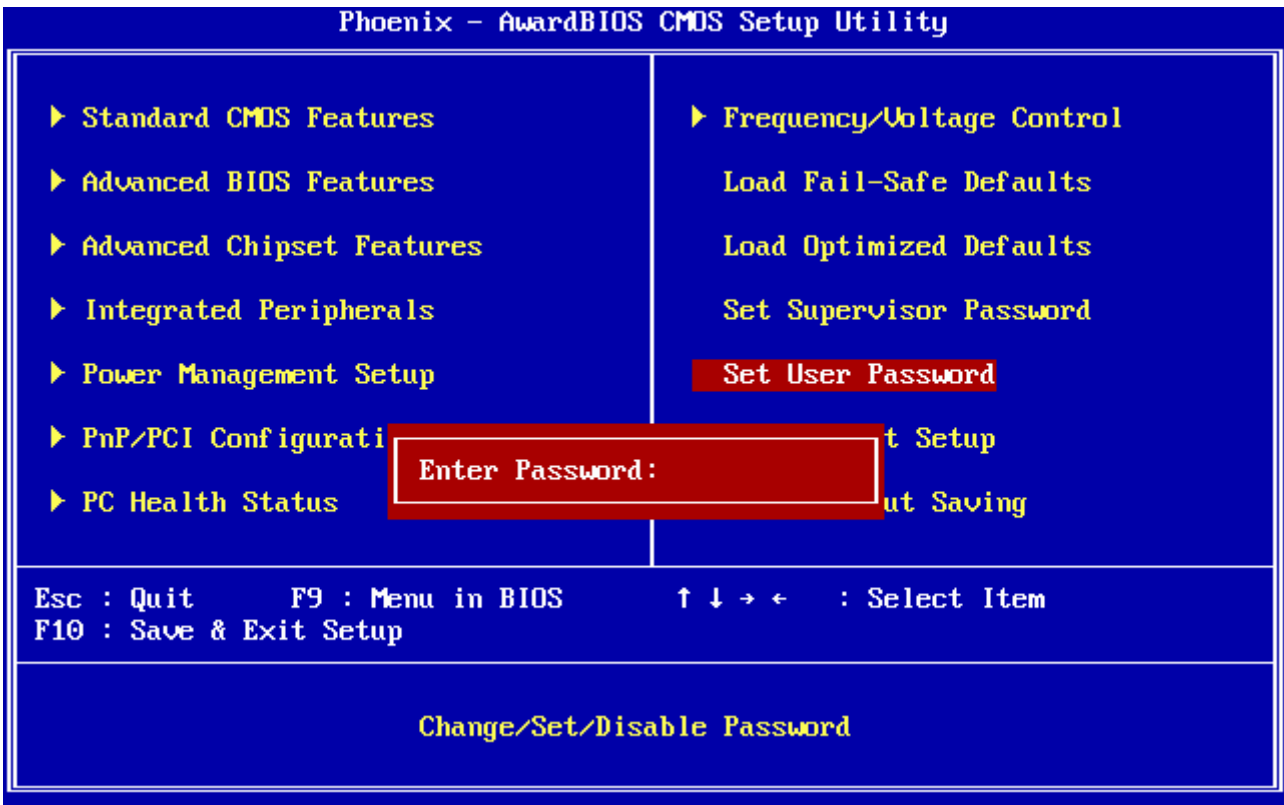 Phoenix - AwardBIOS CMOS Setup Utility
Standard CMOS Features
Advanced BIOS Features
Advanced Chipset Features
Integrated Peripherals
Power Management Setup
PnP/PCI Configurati
PC Health Status
Frequency/Voltage Control
Load Fail-Safe Defaults
Load Optimized Defaults
Set Supervisor Password
Set User Password
t Setup
ut Saving
Enter Password:
Esc : Quit F9 : Menu in BIOS ↑ ↓ → ← : Select Item
F10 : Save & Exit Setup
Change/Set/Disable Password